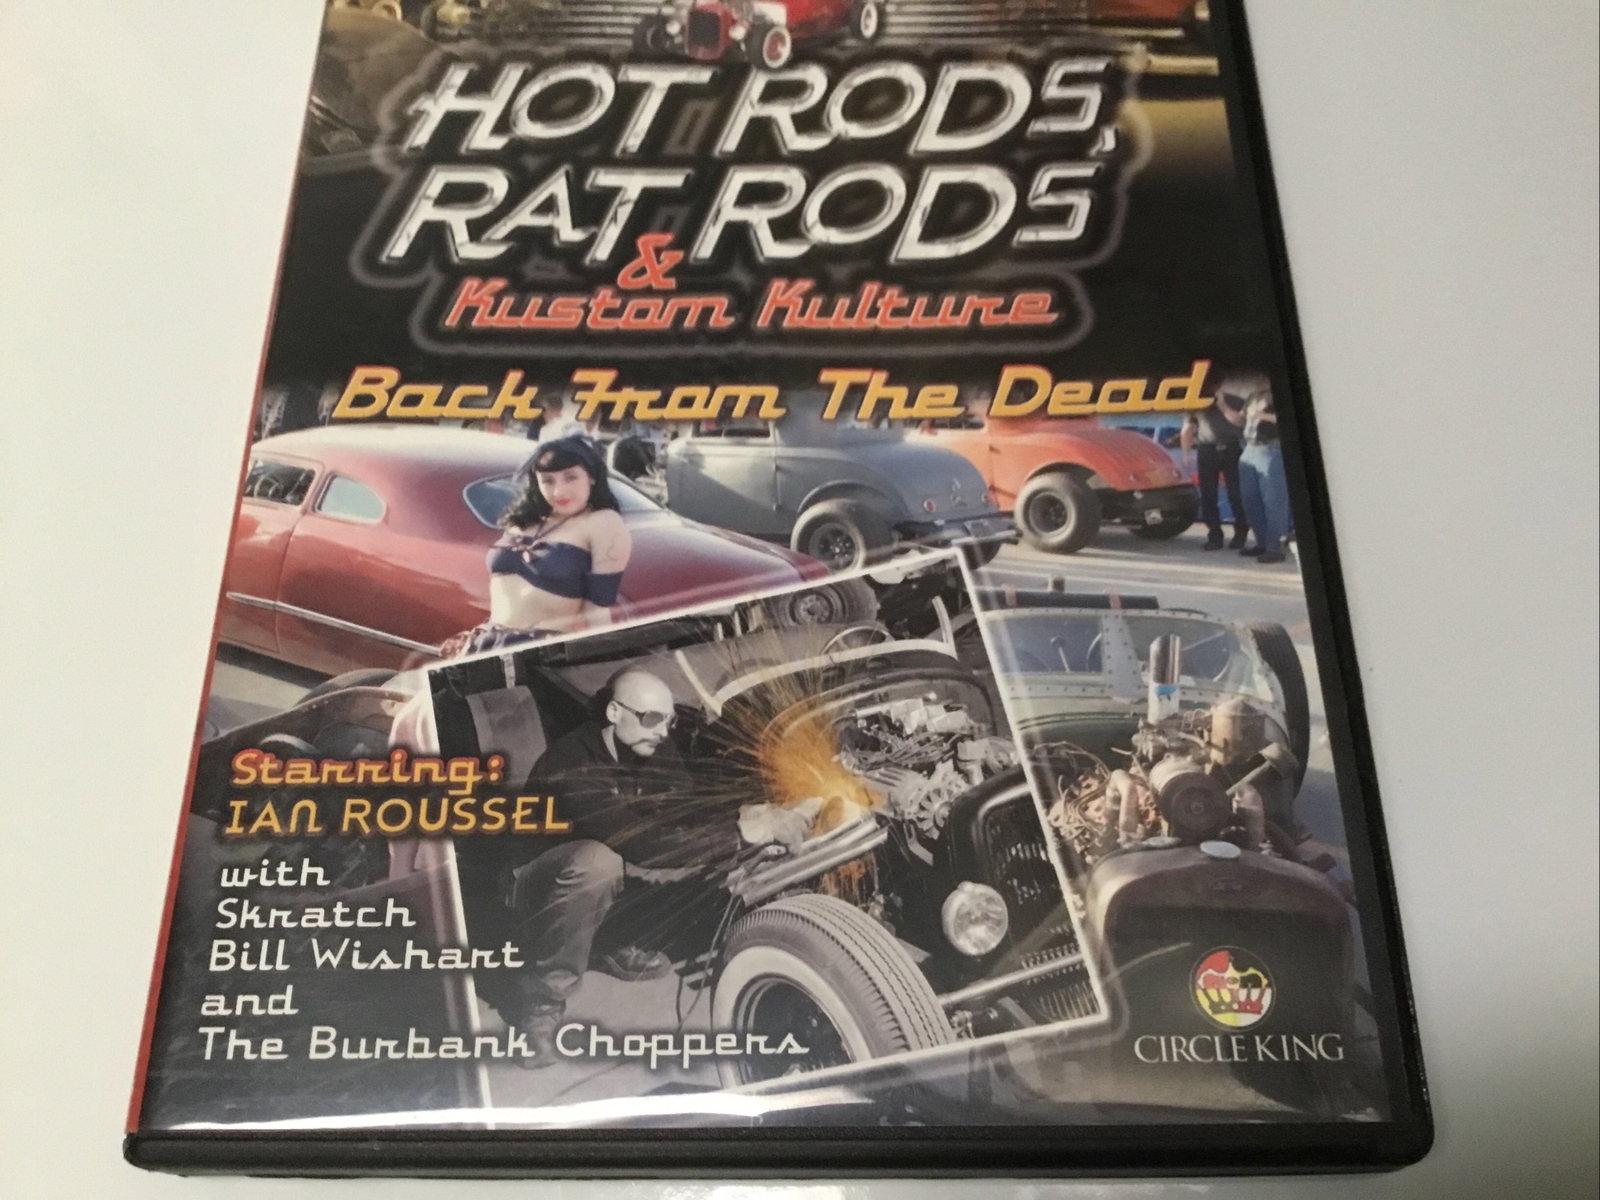 HOT RODS,
RAT RODS
&
Kustom Kulture
Back From The Dead
Starring:
IAN ROUSSEL
with
Skratch
Bill Wishart
and
The Burbank Choppers
CIRCLE KING